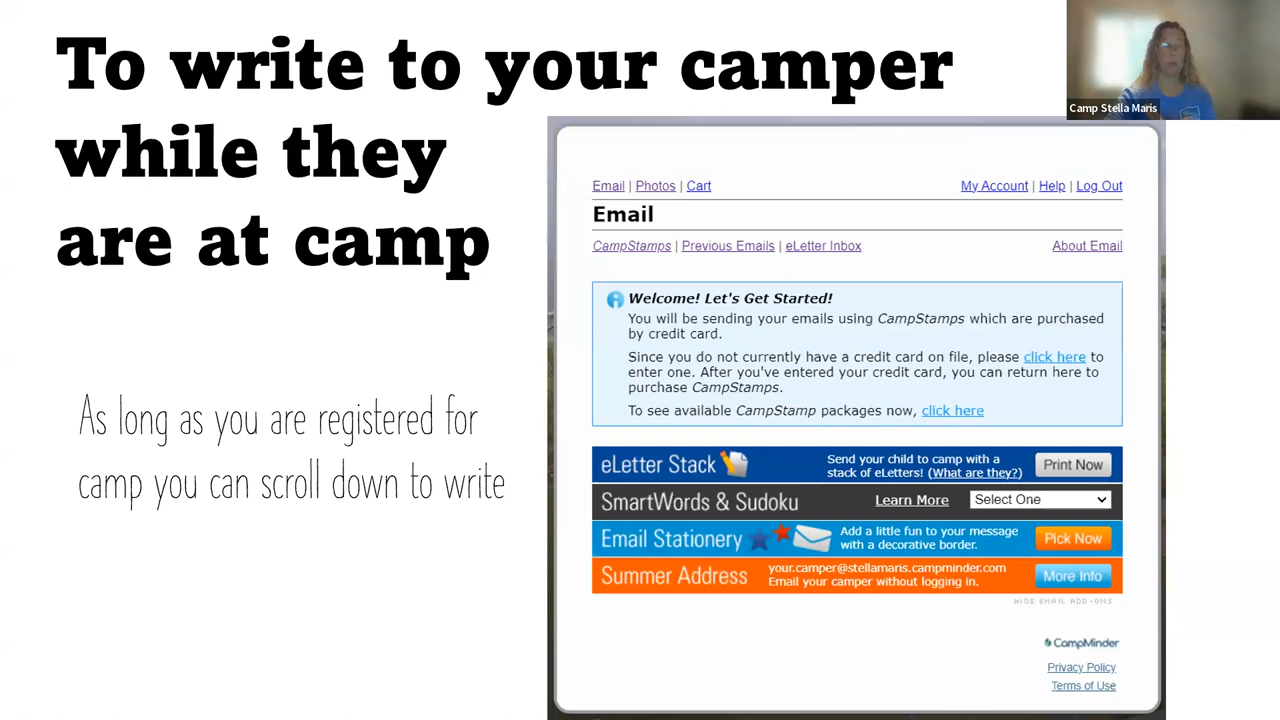 To write to your camper
while they
are at camp
As long as you are registered for
camp you can scroll down to write
Camp Stella Maris
Email | Photos | Cart
My Account | Help | Log Out
Email
CampStamps | Previous Emails | eLetter Inbox
About Email
Welcome! Let's Get Started!
You will be sending your emails using CampStamps which are purchased
by credit card.
Since you do not currently have a credit card on file, please click here to
enter one. After you've entered your credit card, you can return here to
purchase CampStamps.
To see available CampStamp packages now, click here
eLetter Stack
Send your child to camp with a
stack of eLetters! (What are they?)
Print Now
SmartWords & Sudoku
Learn More
Select One
Email Stationery
Add a little fun to your message
with a decorative border.
Pick Now
Summer Address
your.camper@stellamaris.campminder.com
Email your camper without logging in.
More Info
HIDE EMAIL ADD-ONS
CampMinder
Privacy Policy
Terms of Use